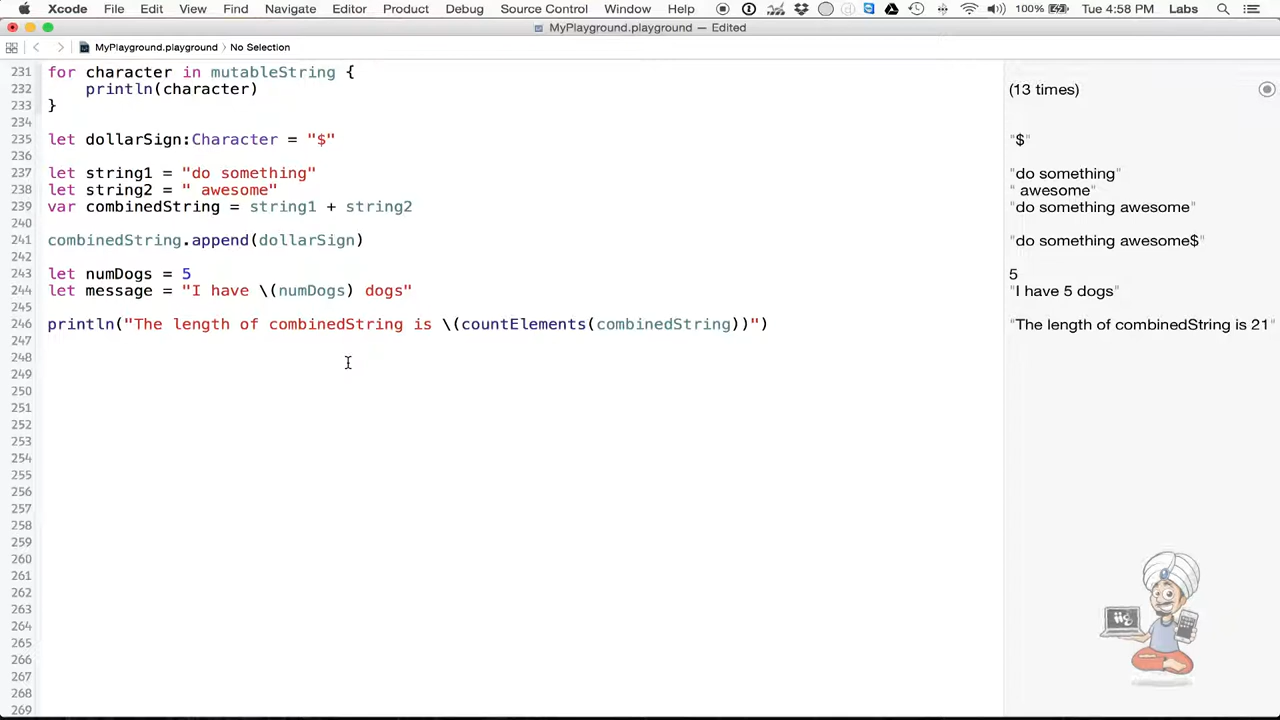 Xcode File Edit View Find Navigate Editor Product Debug Source Control Window Help 100% Tue 4:58 PM Labs
MyPlayground.playground — Edited
MyPlayground.playground › No Selection
231 for character in mutableString {
232 println(character) (13 times)
233 }
234
235 let dollarSign:Character = "$" "$"
236
237 let string1 = "do something" "do something"
238 let string2 = " awesome" " awesome"
239 var combinedString = string1 + string2 "do something awesome"
240
241 combinedString.append(dollarSign) "do something awesome$"
242
243 let numDogs = 5 5
244 let message = "I have \(numDogs) dogs" "I have 5 dogs"
245
246 println("The length of combinedString is \(countElements(combinedString))") "The length of combinedString is 21"
247
248
249
250
251
252
253
254
255
256
257
258
259
260
261
262
263
264
265
266
267
268
269